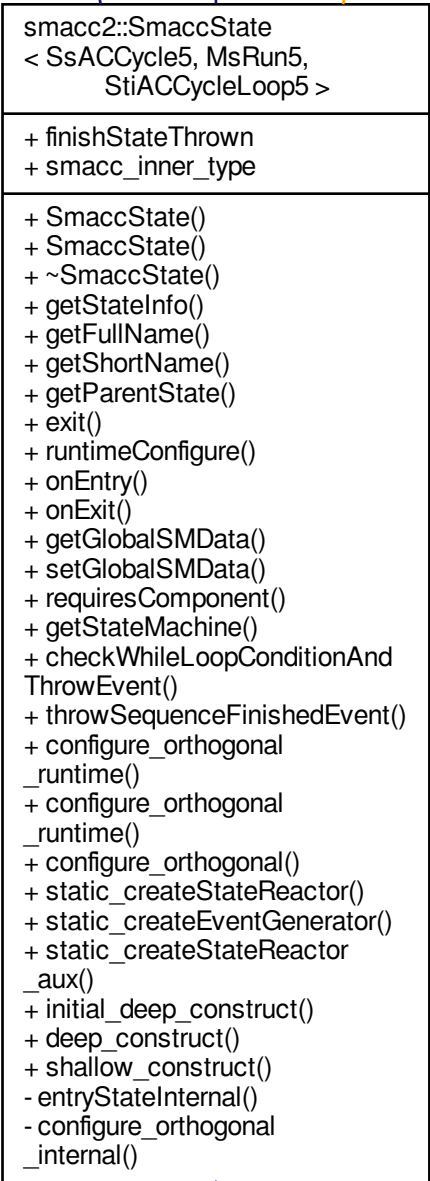 smacc2::SmaccState
< SsACCycle5, MsRun5,
StiACCycleLoop5 >
+ finishStateThrown
+ smacc_inner_type
+ SmaccState()
+ SmaccState()
+ ~SmaccState()
+ getStateInfo()
+ getFullName()
+ getShortName()
+ getParentState()
+ exit()
+ runtimeConfigure()
+ onEntry()
+ onExit()
+ getGlobalSMData()
+ setGlobalSMData()
+ requiresComponent()
+ getStateMachine()
+ checkWhileLoopConditionAnd
ThrowEvent()
+ throwSequenceFinishedEvent()
+ configure_orthogonal
_runtime()
+ configure_orthogonal
_runtime()
+ configure_orthogonal()
+ static_createStateReactor()
+ static_createEventGenerator()
+ static_createStateReactor
_aux()
+ initial_deep_construct()
+ deep_construct()
+ shallow_construct()
- entryStateInternal()
- configure_orthogonal
_internal()